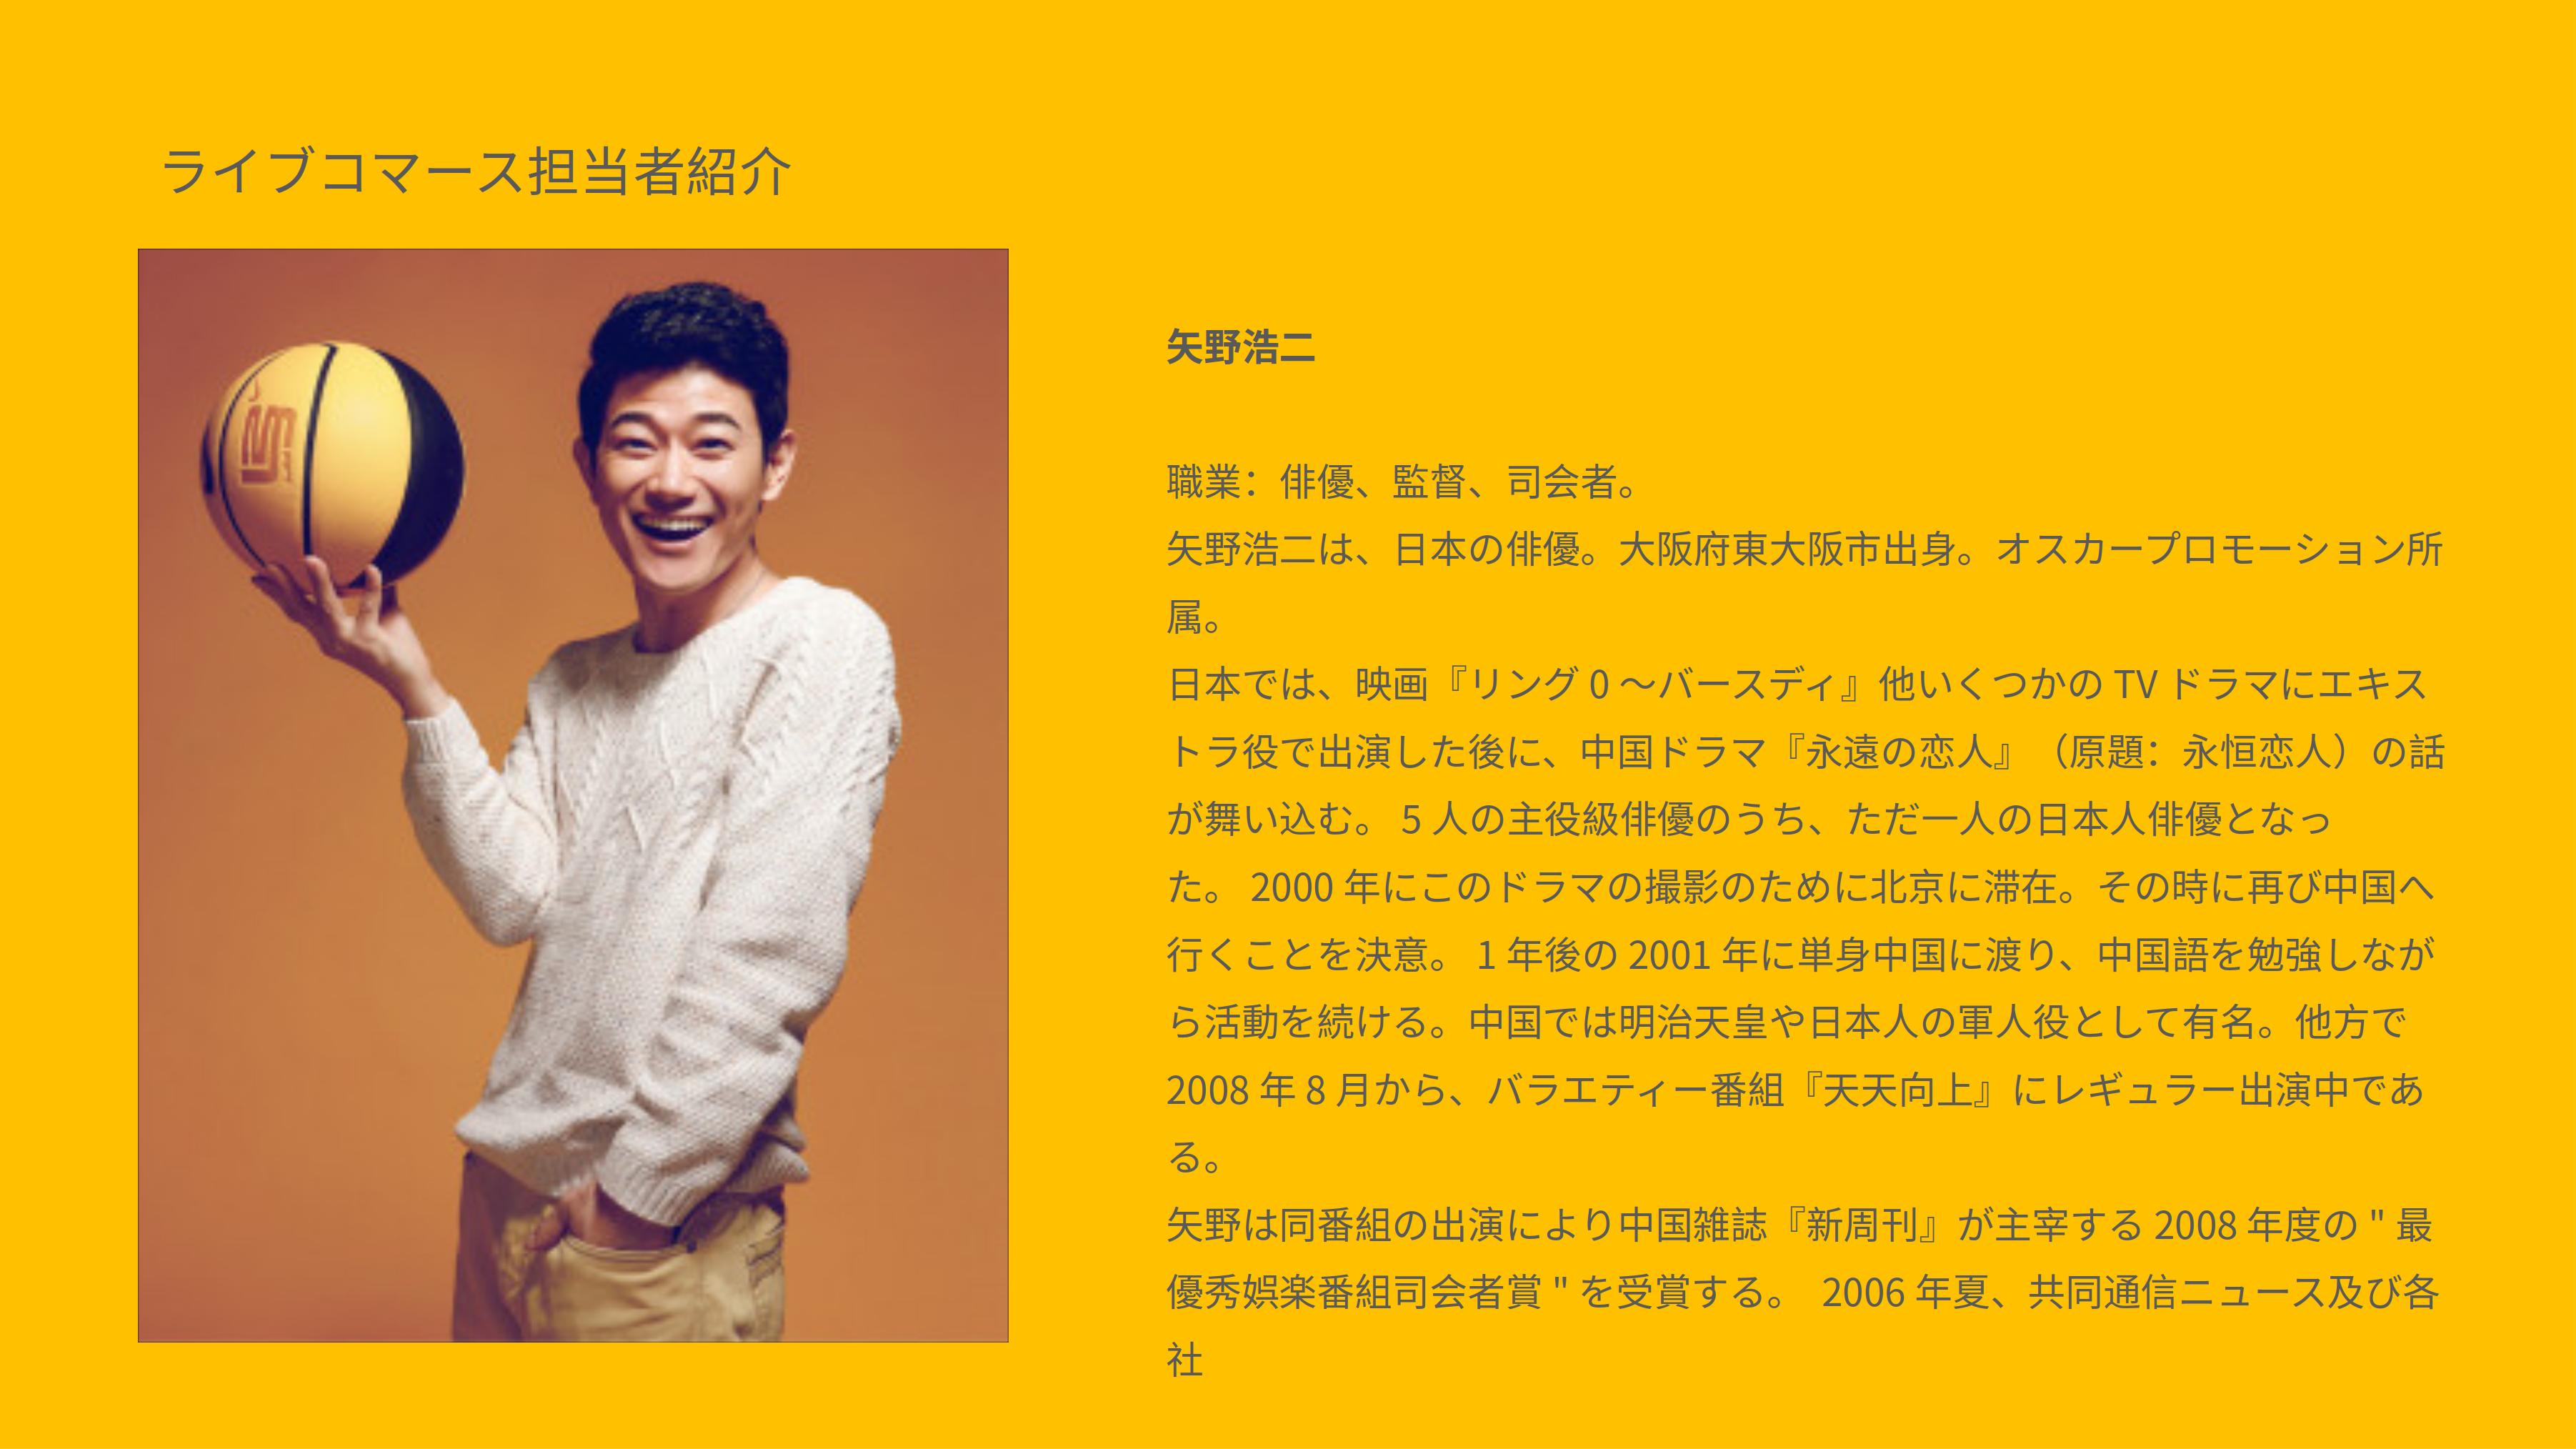 ライブコマース担当者紹介
矢野浩二
職業：俳優、監督、司会者。
矢野浩二は、日本の俳優。大阪府東大阪市出身。オスカープロモーション所
属。
日本では、映画『リング 0 ～バースディ』他いくつかの TV ドラマにエキス
トラ役で出演した後に、中国ドラマ『永遠の恋人』（原題：永恒恋人）の話
が舞い込む。 5 人の主役級俳優のうち、ただ一人の日本人俳優となっ
た。 2000 年にこのドラマの撮影のために北京に滞在。その時に再び中国へ
行くことを決意。 1 年後の 2001 年に単身中国に渡り、中国語を勉強しなが
ら活動を続ける。中国では明治天皇や日本人の軍人役として有名。他方で
2008 年 8 月から、バラエティー番組『天天向上』にレギュラー出演中であ
る。
矢野は同番組の出演により中国雑誌『新周刊』が主宰する 2008 年度の " 最
優秀娯楽番組司会者賞 " を受賞する。 2006 年夏、共同通信ニュース及び各
社